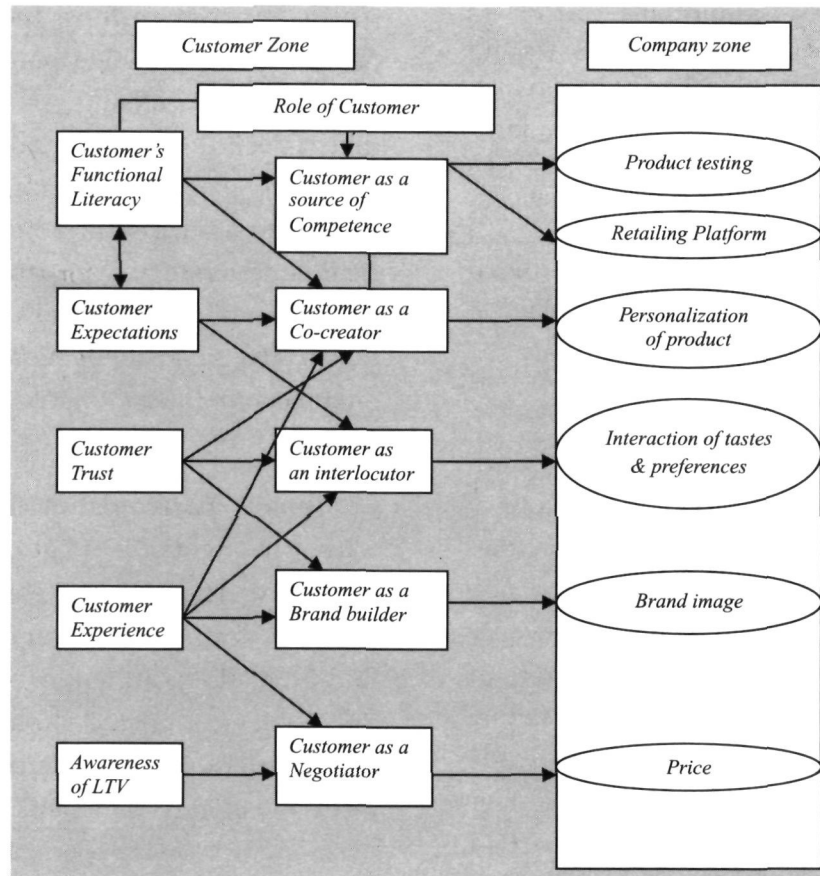 Customer Zone
Company zone
Role of Customer
Customer's
Functional
Literacy
Customer as a
source of
Competence
Product testing
Retailing Platform
Customer
Expectations
Customer as a
Co-creator
Personalization
of product
Customer
Trust
Customer as
an interlocutor
Interaction of tastes
& preferences
Customer
Experience
Customer as a
Brand builder
Brand image
Awareness
of LTV
Customer as a
Negotiator
Price